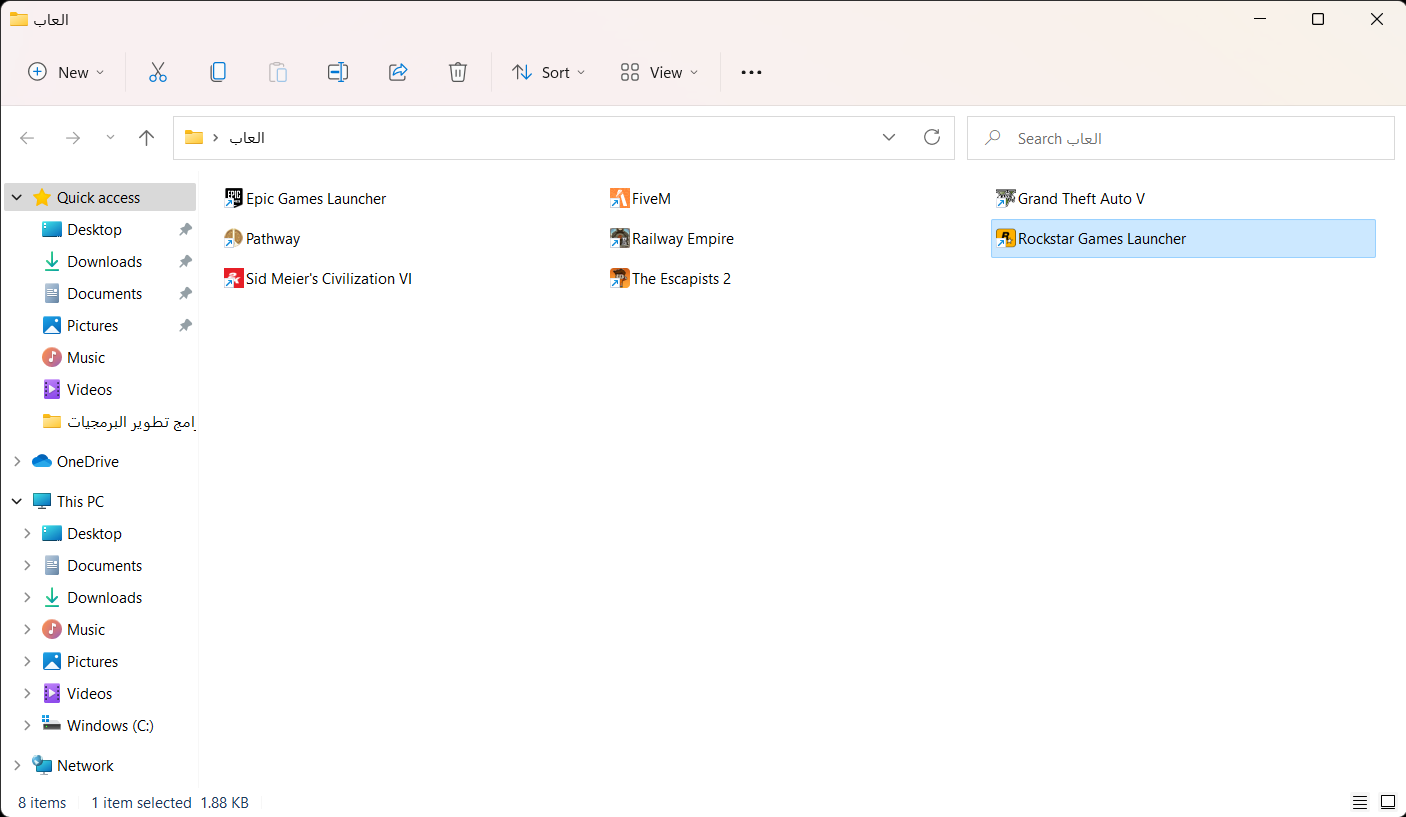 العاب
New
Sort
View
العاب
Search العاب
Quick access
Desktop
Downloads
Documents
Pictures
Music
Videos
تطوير البرمجيات
OneDrive
This PC
Desktop
Documents
Downloads
Music
Pictures
Videos
Windows (C:)
Network
Epic Games Launcher
FiveM
Grand Theft Auto V
Pathway
Railway Empire
Rockstar Games Launcher
Sid Meier's Civilization VI
The Escapists 2
8 items
1 item selected 1.88 KB